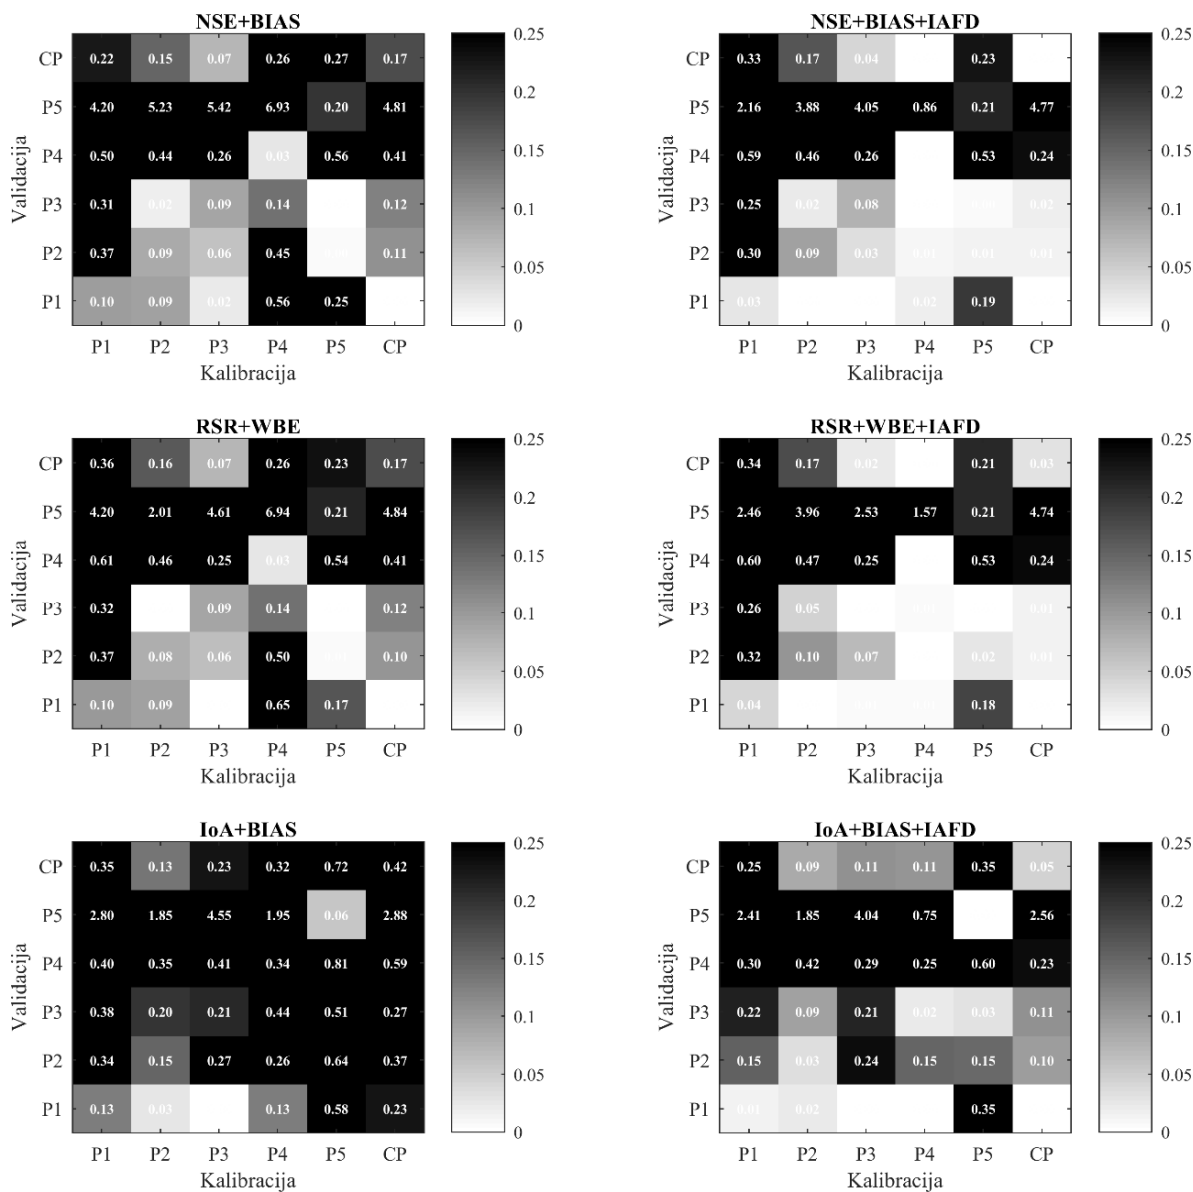 NSE+BIAS
CP 0.22 0.15 0.07 0.26 0.27 0.17 0.25
P5 4.20 5.23 5.42 6.93 0.20 4.81 0.2
P4 0.50 0.44 0.26 0.03 0.56 0.41 0.15
P3 0.31 0.02 0.09 0.14 0.12 0.1
P2 0.37 0.09 0.06 0.45 0.11 0.05
P1 0.10 0.09 0.02 0.56 0.25 0
P1 P2 P3 P4 P5 CP
Kalibracija
Validacija
NSE+BIAS+IAFD
CP 0.33 0.17 0.04 0.23 0.25
P5 2.16 3.88 4.05 0.86 0.21 4.77 0.2
P4 0.59 0.46 0.26 0.53 0.24 0.15
P3 0.25 0.02 0.08 0.02 0.1
P2 0.30 0.09 0.03 0.01 0.01 0.01 0.05
P1 0.03 0.02 0.19 0
P1 P2 P3 P4 P5 CP
Kalibracija
Validacija
RSR+WBE
CP 0.36 0.16 0.07 0.26 0.23 0.17 0.25
P5 4.20 2.01 4.61 6.94 0.21 4.84 0.2
P4 0.61 0.46 0.25 0.03 0.54 0.41 0.15
P3 0.32 0.09 0.14 0.12 0.1
P2 0.37 0.08 0.06 0.50 0.10 0.05
P1 0.10 0.09 0.65 0.17 0
P1 P2 P3 P4 P5 CP
Kalibracija
Validacija
RSR+WBE+IAFD
CP 0.34 0.17 0.02 0.21 0.03 0.25
P5 2.46 3.96 2.53 1.57 0.21 4.74 0.2
P4 0.60 0.47 0.25 0.53 0.24 0.15
P3 0.26 0.05 0.01 0.1
P2 0.32 0.10 0.07 0.02 0.01 0.05
P1 0.04 0.18 0
P1 P2 P3 P4 P5 CP
Kalibracija
Validacija
IoA+BIAS
CP 0.35 0.13 0.23 0.32 0.72 0.42 0.25
P5 2.80 1.85 4.55 1.95 0.06 2.88 0.2
P4 0.40 0.35 0.41 0.34 0.81 0.59 0.15
P3 0.38 0.20 0.21 0.44 0.51 0.27 0.1
P2 0.34 0.15 0.27 0.26 0.64 0.37 0.05
P1 0.13 0.03 0.13 0.58 0.23 0
P1 P2 P3 P4 P5 CP
Kalibracija
Validacija
IoA+BIAS+IAFD
CP 0.25 0.09 0.11 0.11 0.35 0.05 0.25
P5 2.41 1.85 4.04 0.75 2.56 0.2
P4 0.30 0.42 0.29 0.25 0.60 0.23 0.15
P3 0.22 0.09 0.21 0.02 0.03 0.11 0.1
P2 0.15 0.03 0.24 0.15 0.15 0.10 0.05
P1 0.01 0.02 0.35 0
P1 P2 P3 P4 P5 CP
Kalibracija
Validacija